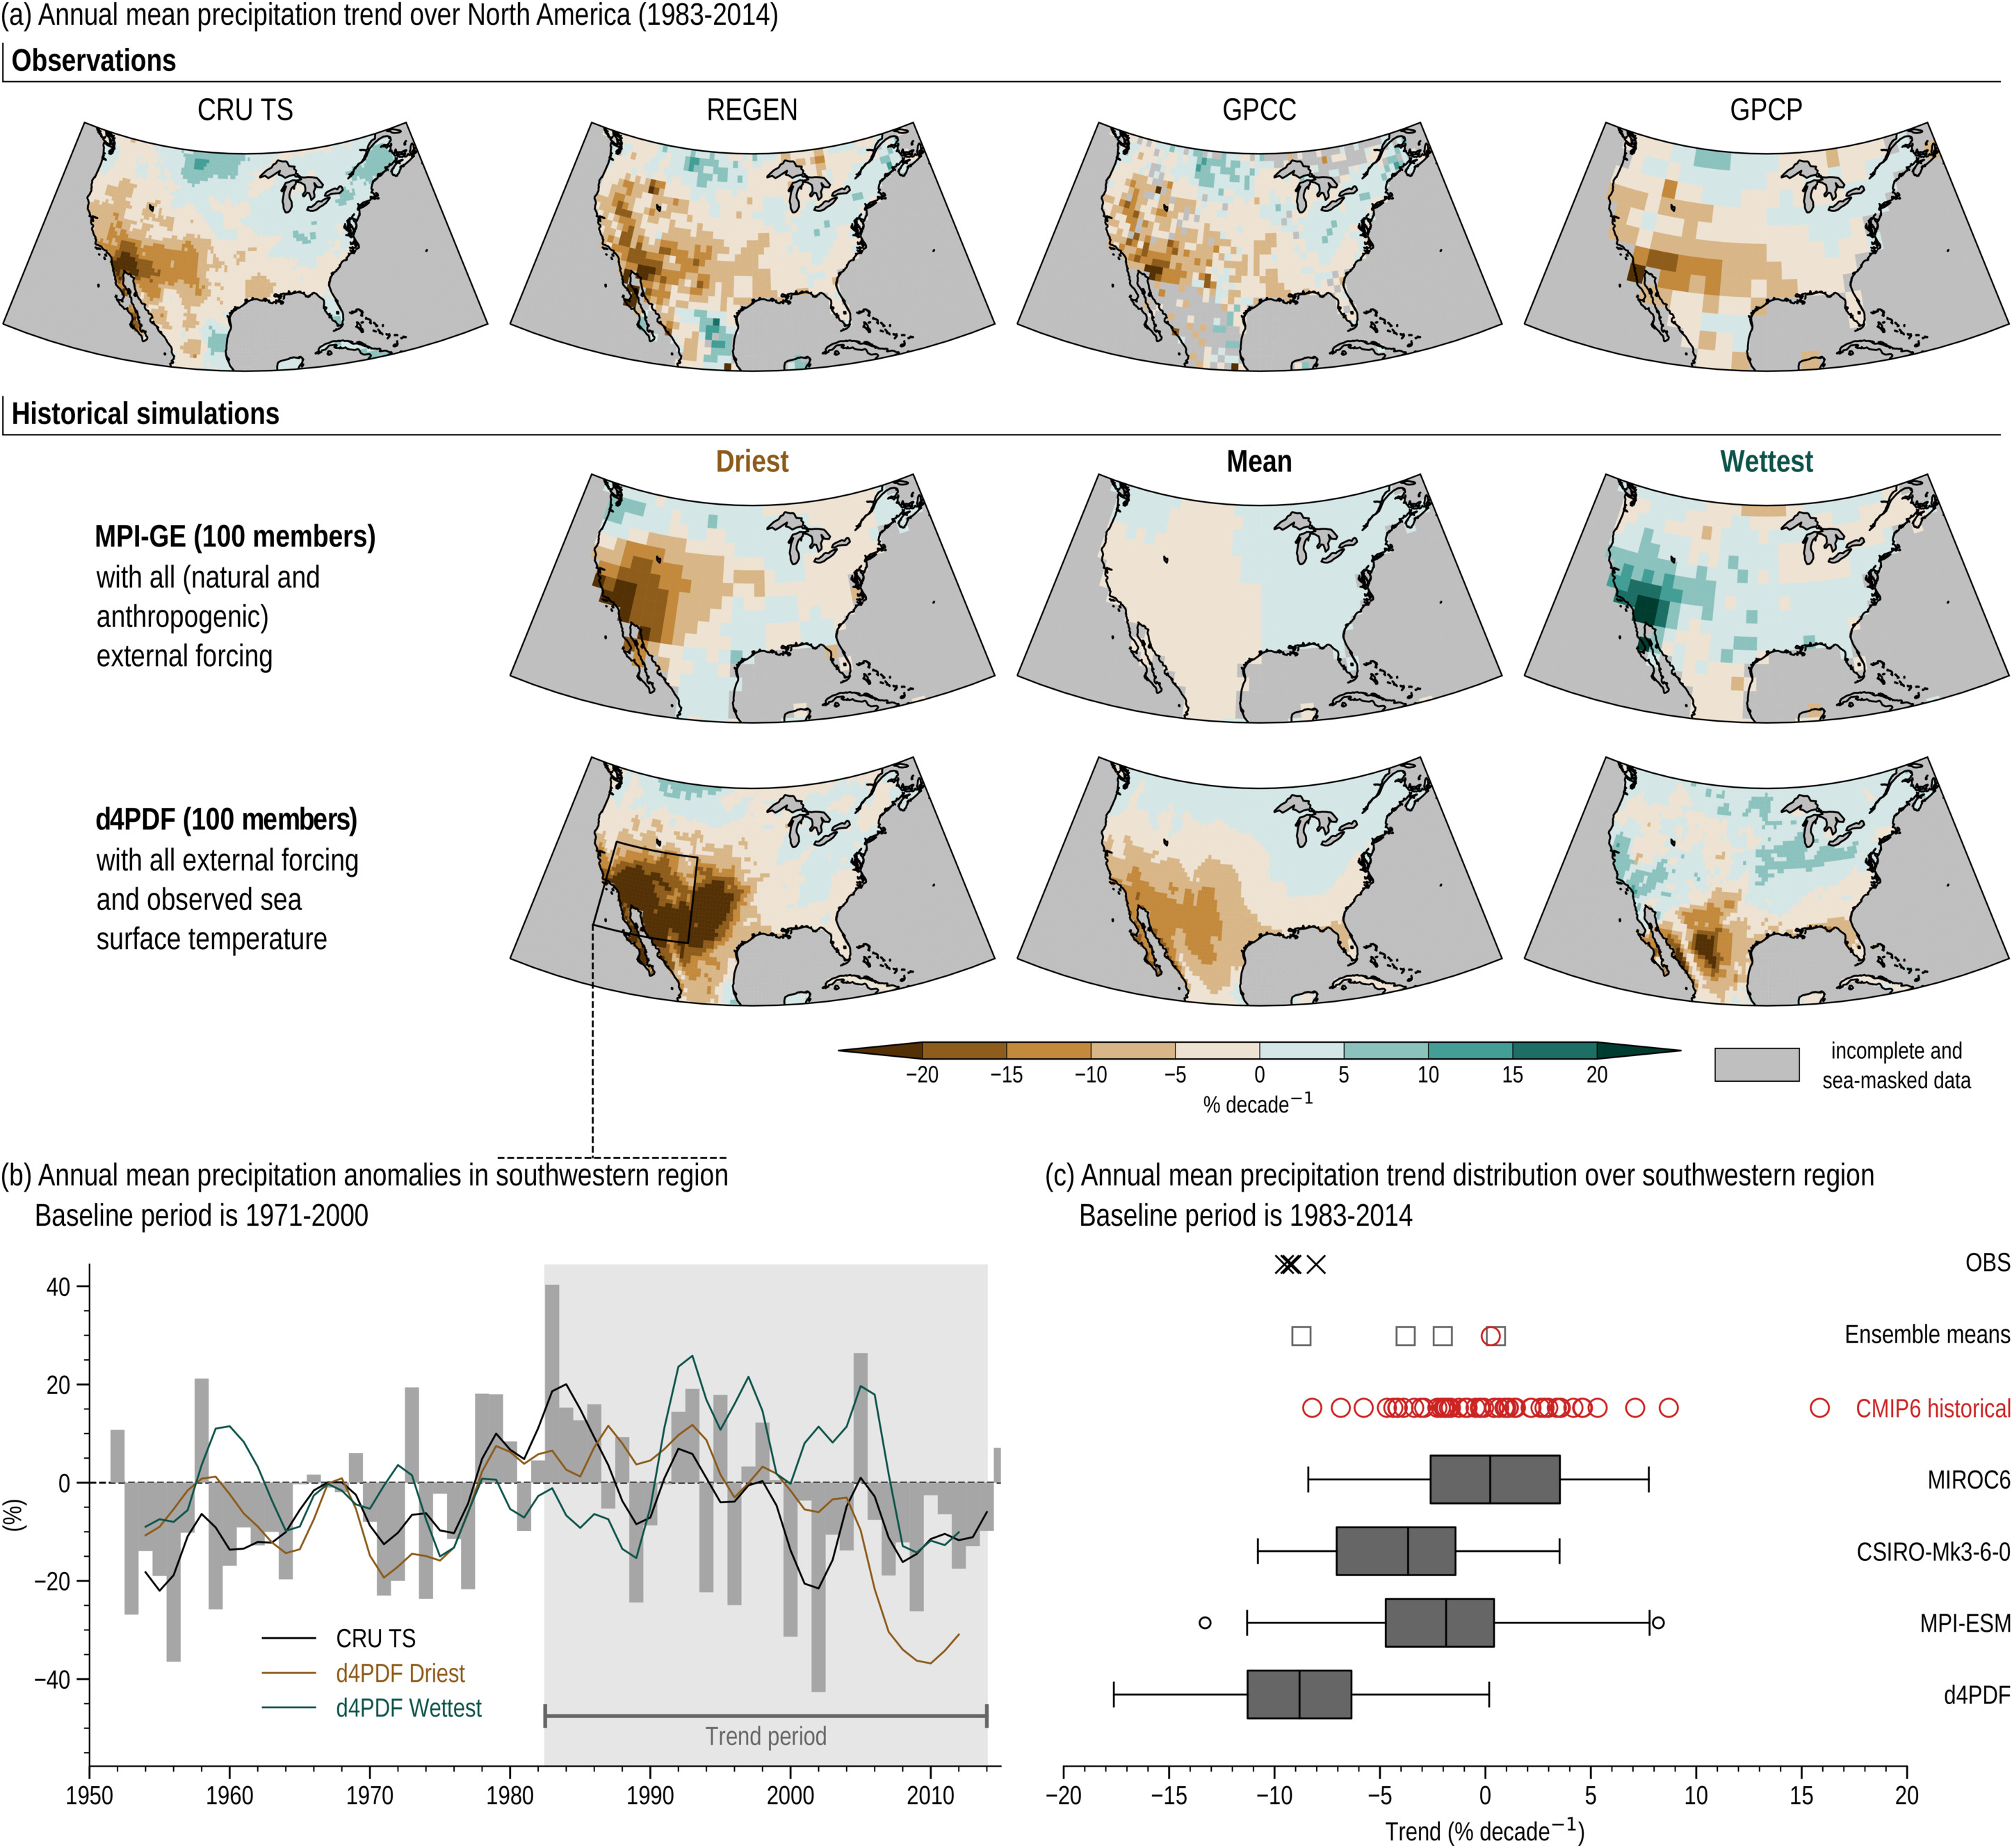 (a) Annual mean precipitation trend over North America (1983-2014)
Observations
CRU TS
REGEN
GPCC
GPCP
Historical simulations
Driest
Mean
Wettest
MPI-GE (100 members)
with all (natural and
anthropogenic)
external forcing
d4PDF (100 members)
with all external forcing
and observed sea
surface temperature
−20
−15
−10
−5
0
5
10
15
20
% decade⁻¹
incomplete and
sea-masked data
(b) Annual mean precipitation anomalies in southwestern region
Baseline period is 1971-2000
40
20
0
−20
−40
(%)
CRU TS
d4PDF Driest
d4PDF Wettest
Trend period
1950
1960
1970
1980
1990
2000
2010
(c) Annual mean precipitation trend distribution over southwestern region
Baseline period is 1983-2014
OBS
Ensemble means
CMIP6 historical
MIROC6
CSIRO-Mk3-6-0
MPI-ESM
d4PDF
−20
−15
−10
−5
0
5
10
15
20
Trend (% decade⁻¹)